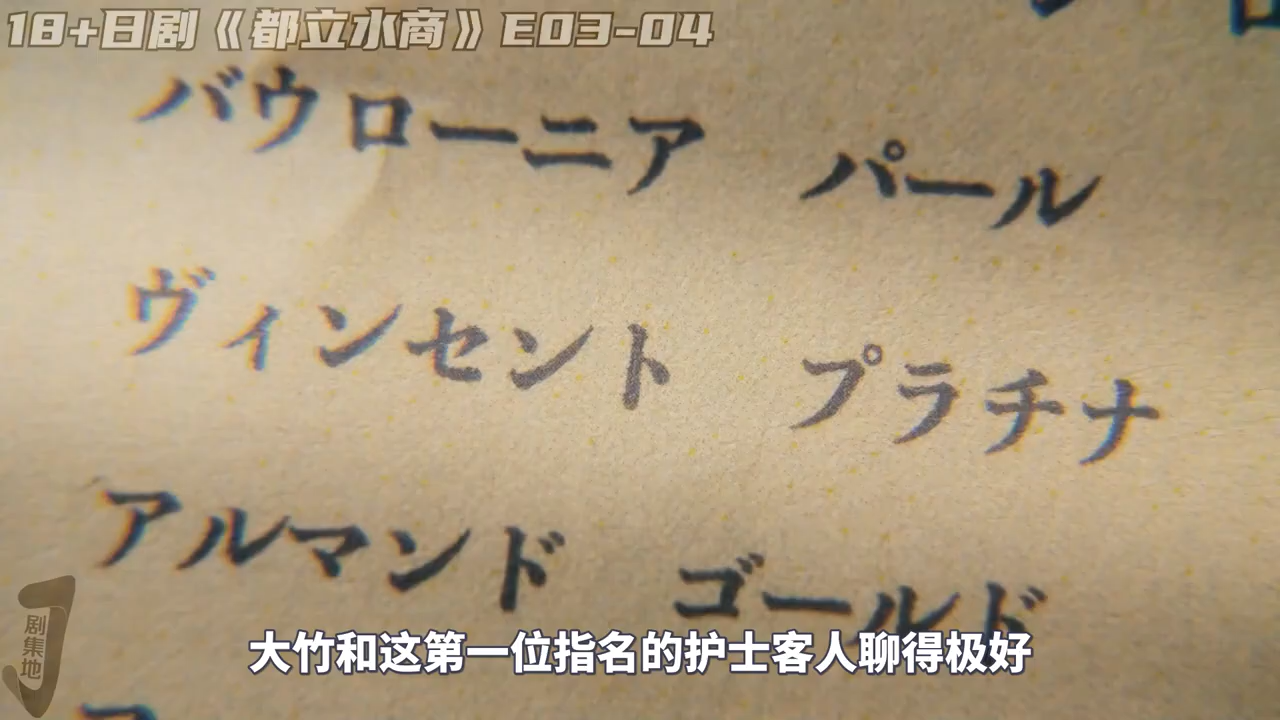 18+日剧《都立水商》E03-04
バウローニア　パール
ヴィンセント　プラチナ
アルマンド　ゴールド
剧集地
大竹和这第一位指名的护士客人聊得极好